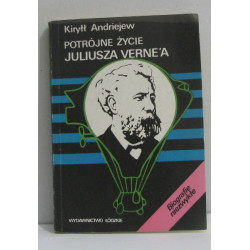 Kiryłł Andriejew
POTRÓJNE ŻYCIE
JULIUSZA VERNE'A
Biografie
niezwykłe
WYDAWNICTWO ŁÓDZKIE